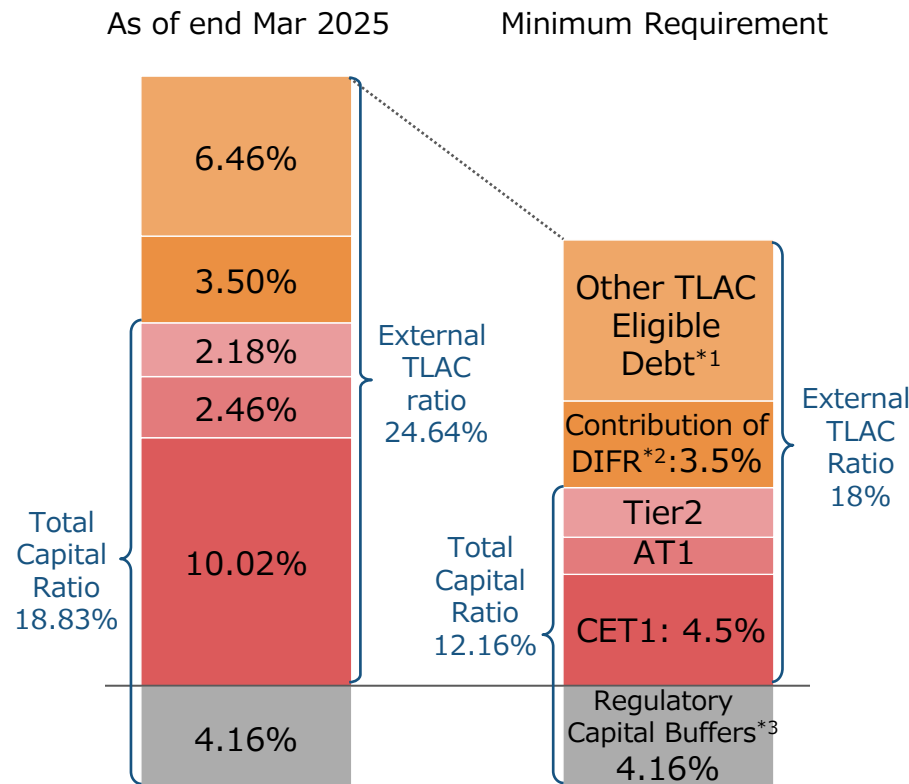 As of end Mar 2025
Minimum Requirement
6.46%
3.50%
2.18%
2.46%
10.02%
4.16%
External
TLAC
ratio
24.64%
Total
Capital
Ratio
18.83%
Other TLAC
Eligible
Debt*1
Contribution of
DIFR*2:3.5%
Tier2
AT1
CET1: 4.5%
Regulatory
Capital Buffers*3
4.16%
External
TLAC
Ratio
18%
Total
Capital
Ratio
12.16%